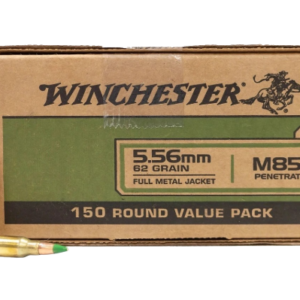 WINCHESTER
5.56mm
62 GRAIN
FULL METAL JACKET
M85
PENETRAT
150 ROUND VALUE PACK